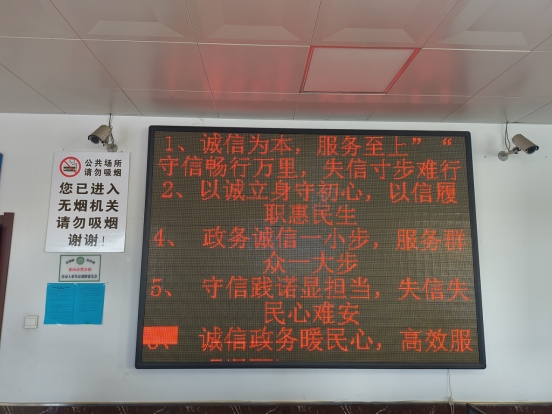 公共场所
请勿吸烟
您已进入
无烟机关
请勿吸烟
谢谢!
1、诚信为本，服务至上” “
守信畅行万里，失信寸步难行
2、以诚立身守初心，以信履
职惠民生
4、 政务诚信一小步，服务群
众一大步
5、 守信践诺显担当，失信失
民心难安
诚信政务暖民心，高效服